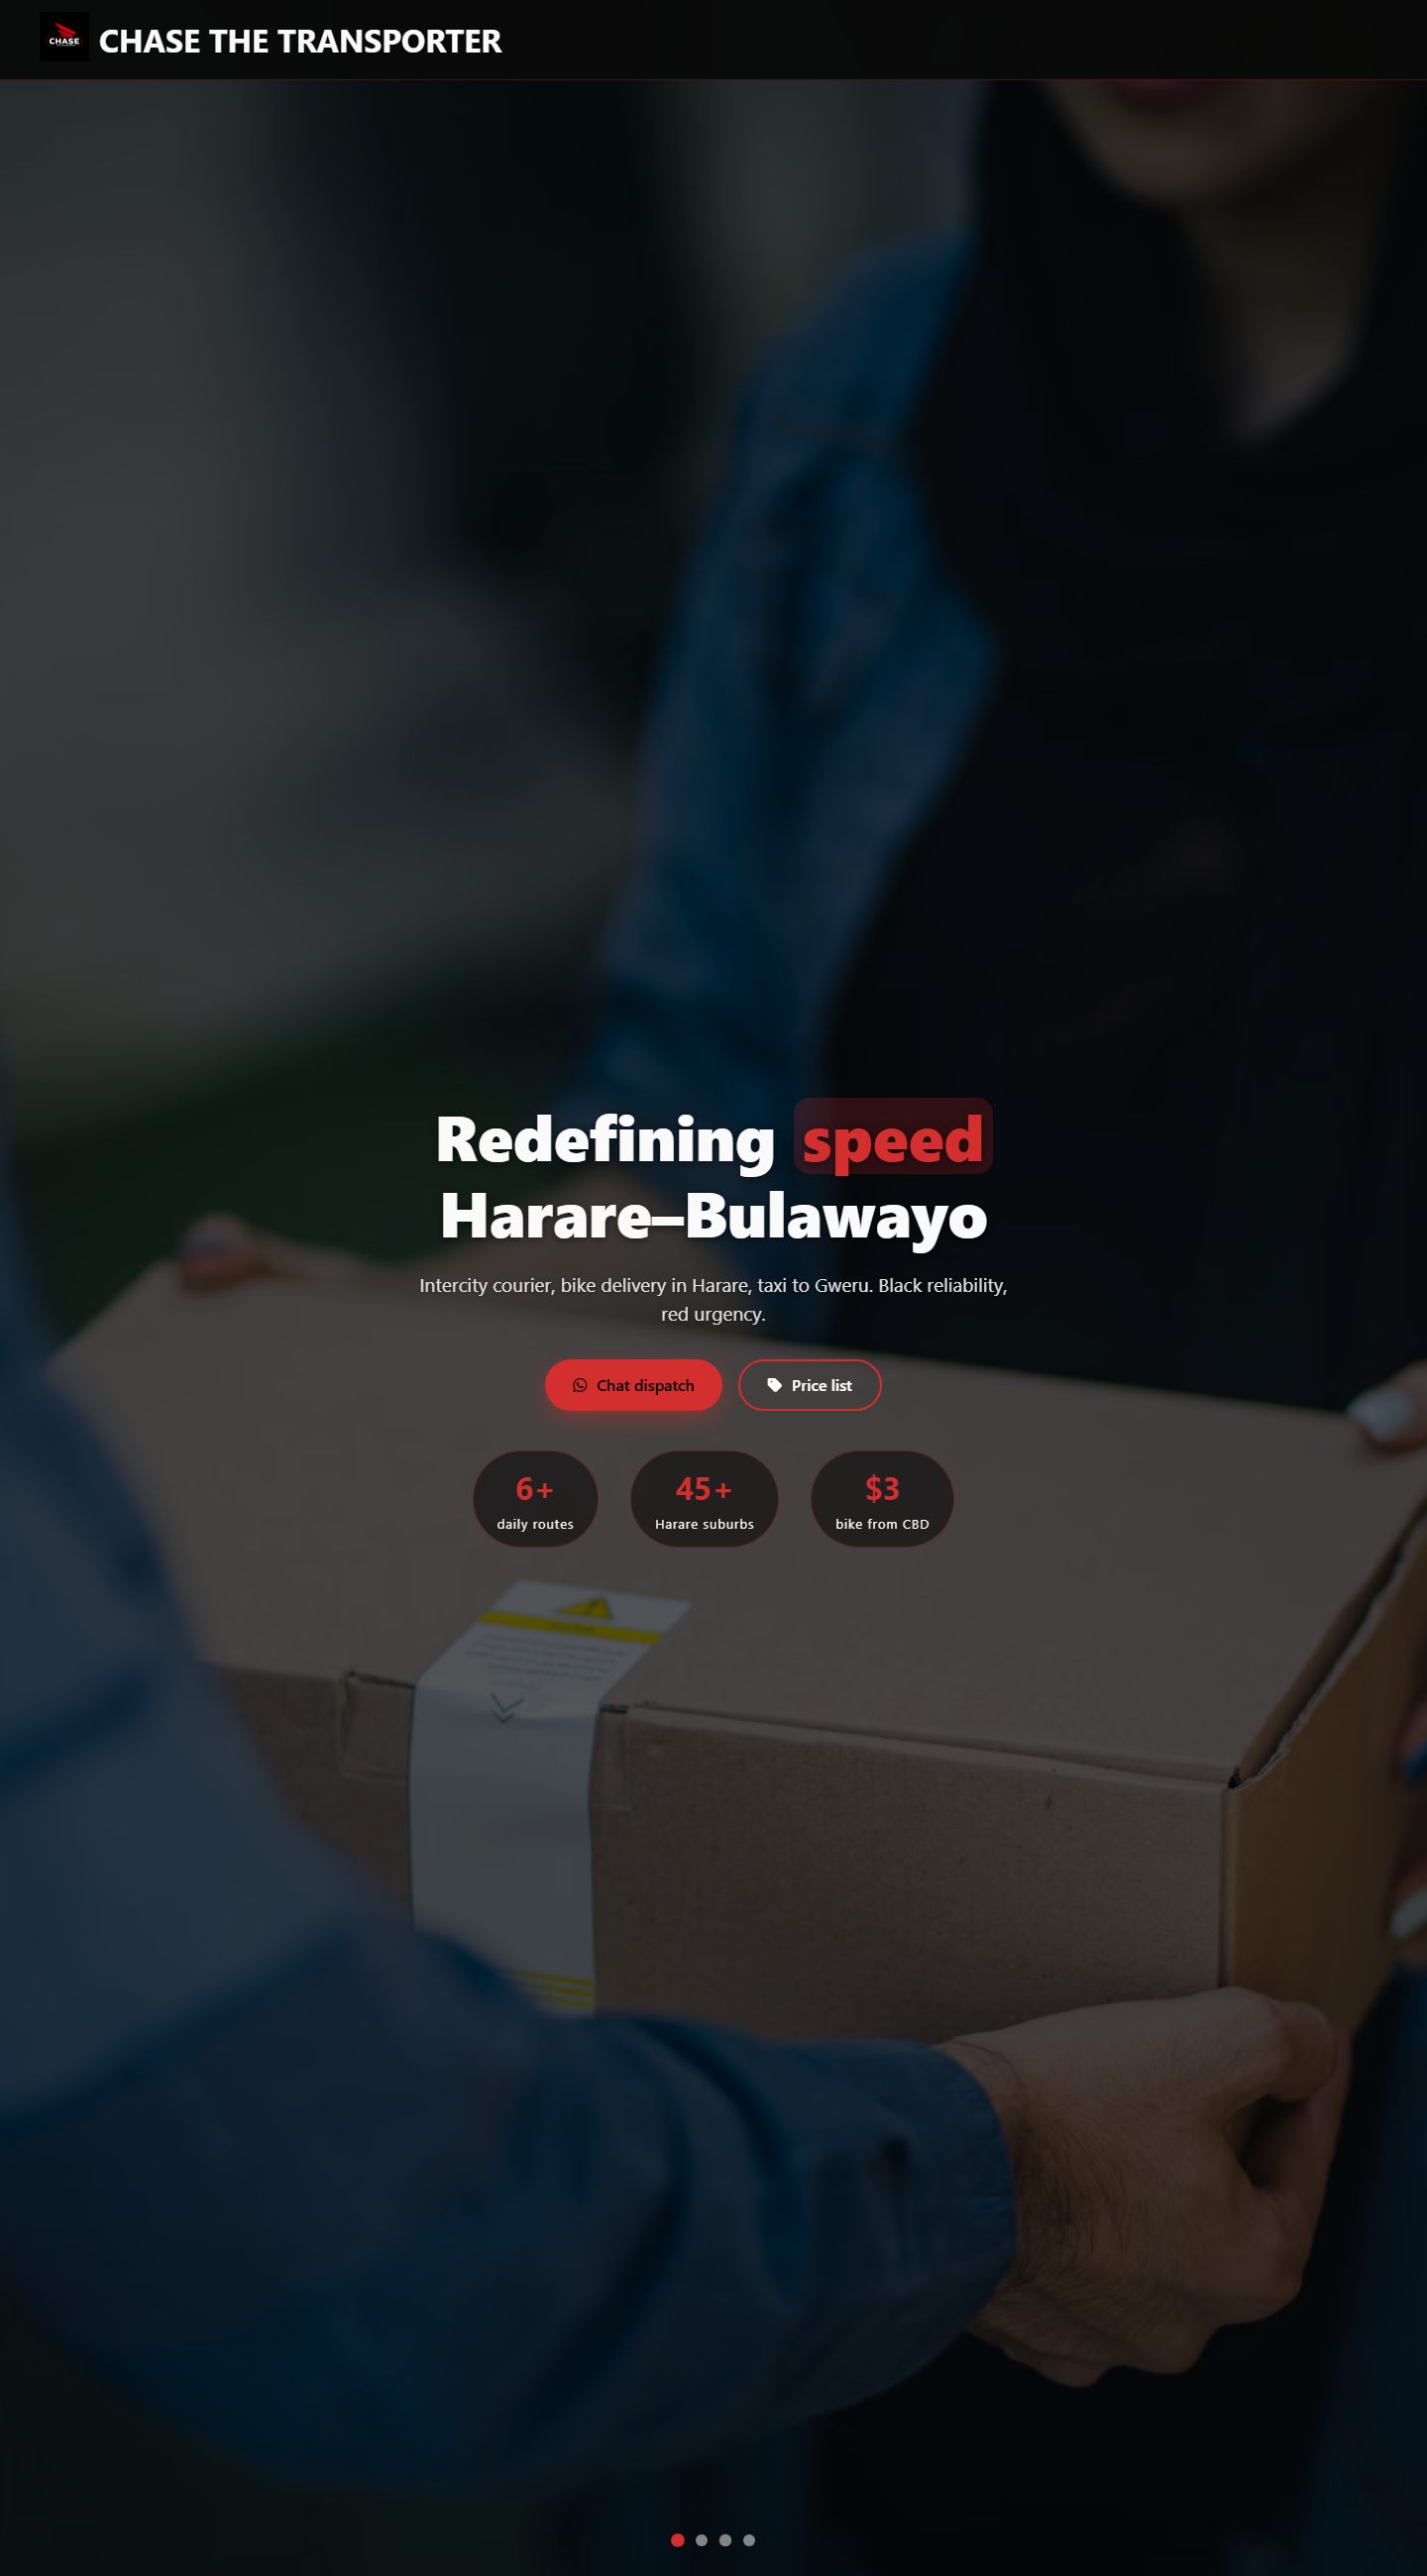 CHASE
CHASE THE TRANSPORTER
Redefining speed
Harare–Bulawayo
Intercity courier, bike delivery in Harare, taxi to Gweru. Black reliability,
red urgency.
Chat dispatch
Price list
6+
daily routes
45+
Harare suburbs
$3
bike from CBD